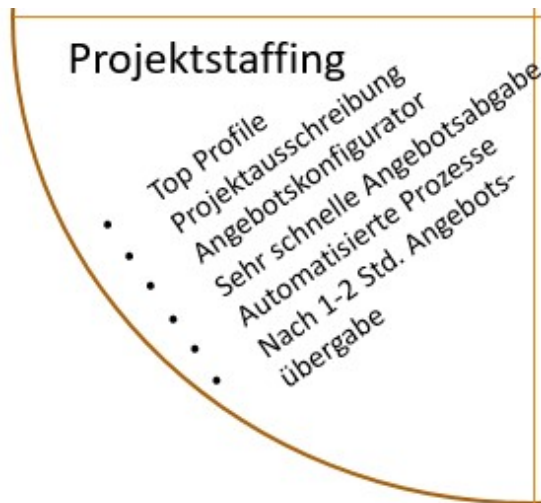 Projektstaffing
• Top Profile
• Projektausschreibung
• Angebotskonfigurator
• Sehr schnelle Angebotsabgabe
• Automatisierte Prozesse
• Nach 1-2 Std. Angebots-
übergabe